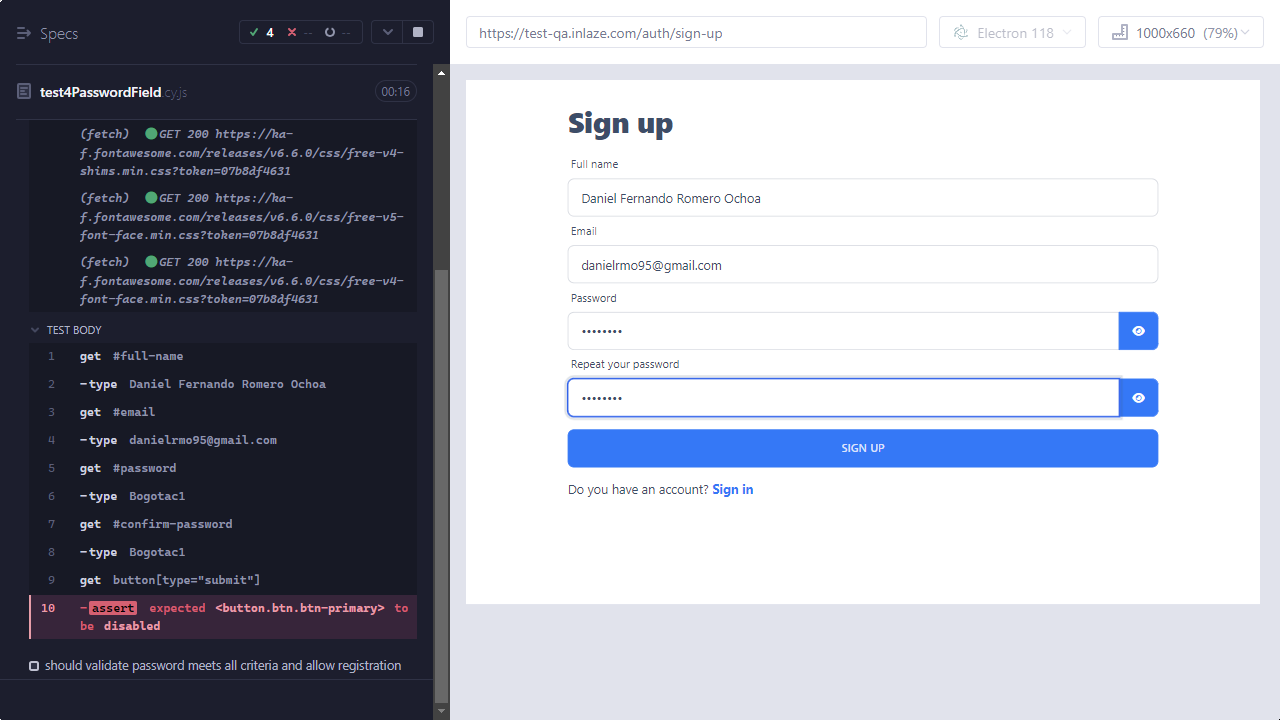 Specs
4
--
--
test4PasswordField.cy.js
00:16
(fetch) GET 200 https://ka-
f.fontawesome.com/releases/v6.6.0/css/free-v4-
shims.min.css?token=07b8df4631
(fetch) GET 200 https://ka-
f.fontawesome.com/releases/v6.6.0/css/free-v5-
font-face.min.css?token=07b8df4631
(fetch) GET 200 https://ka-
f.fontawesome.com/releases/v6.6.0/css/free-v4-
font-face.min.css?token=07b8df4631
TEST BODY
1 get #full-name
2 -type Daniel Fernando Romero Ochoa
3 get #email
4 -type danielrmo95@gmail.com
5 get #password
6 -type Bogotac1
7 get #confirm-password
8 -type Bogotac1
9 get button[type="submit"]
10 -assert expected <button.btn.btn-primary> to
be disabled
should validate password meets all criteria and allow registration
https://test-qa.inlaze.com/auth/sign-up
Electron 118
1000x660 (79%)
Sign up
Full name
Daniel Fernando Romero Ochoa
Email
danielrmo95@gmail.com
Password
••••••••
Repeat your password
••••••••
SIGN UP
Do you have an account? Sign in